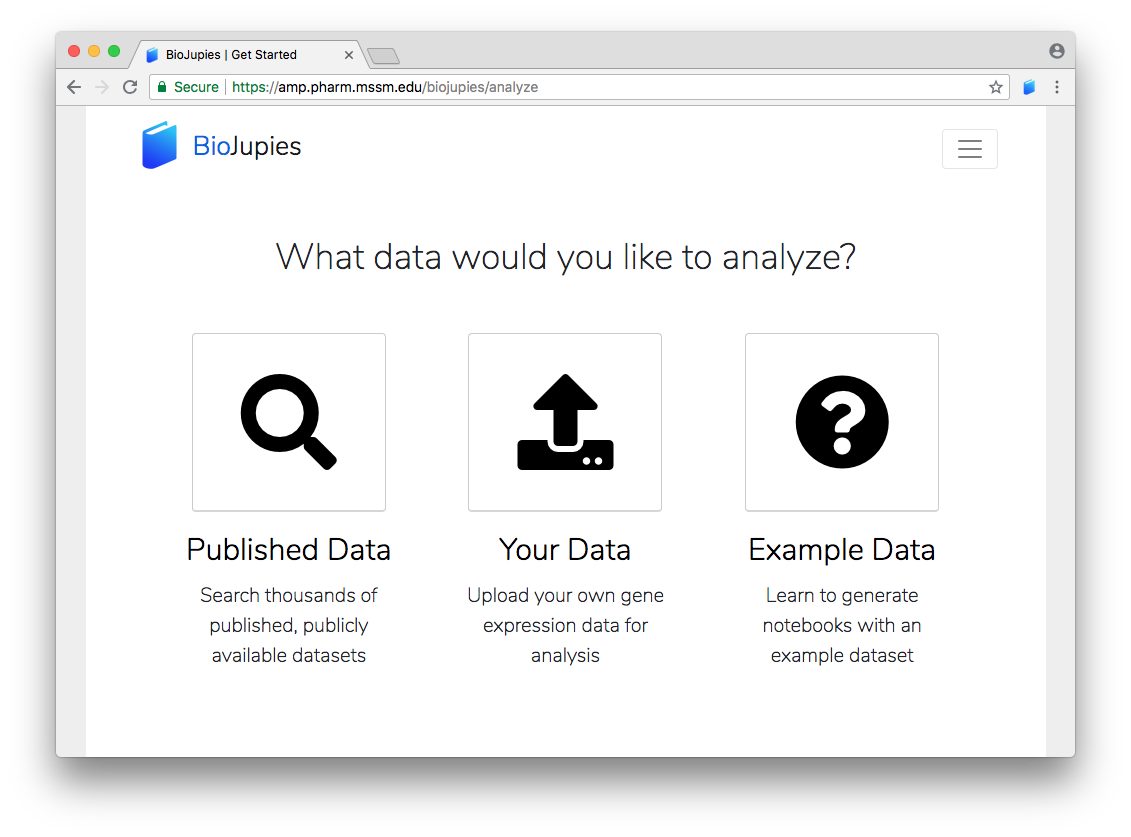 BioJupies | Get Started
Secure
https://amp.pharm.mssm.edu/biojupies/analyze
BioJupies
What data would you like to analyze?
Published Data
Search thousands of
published, publicly
available datasets
Your Data
Upload your own gene
expression data for
analysis
Example Data
Learn to generate
notebooks with an
example dataset